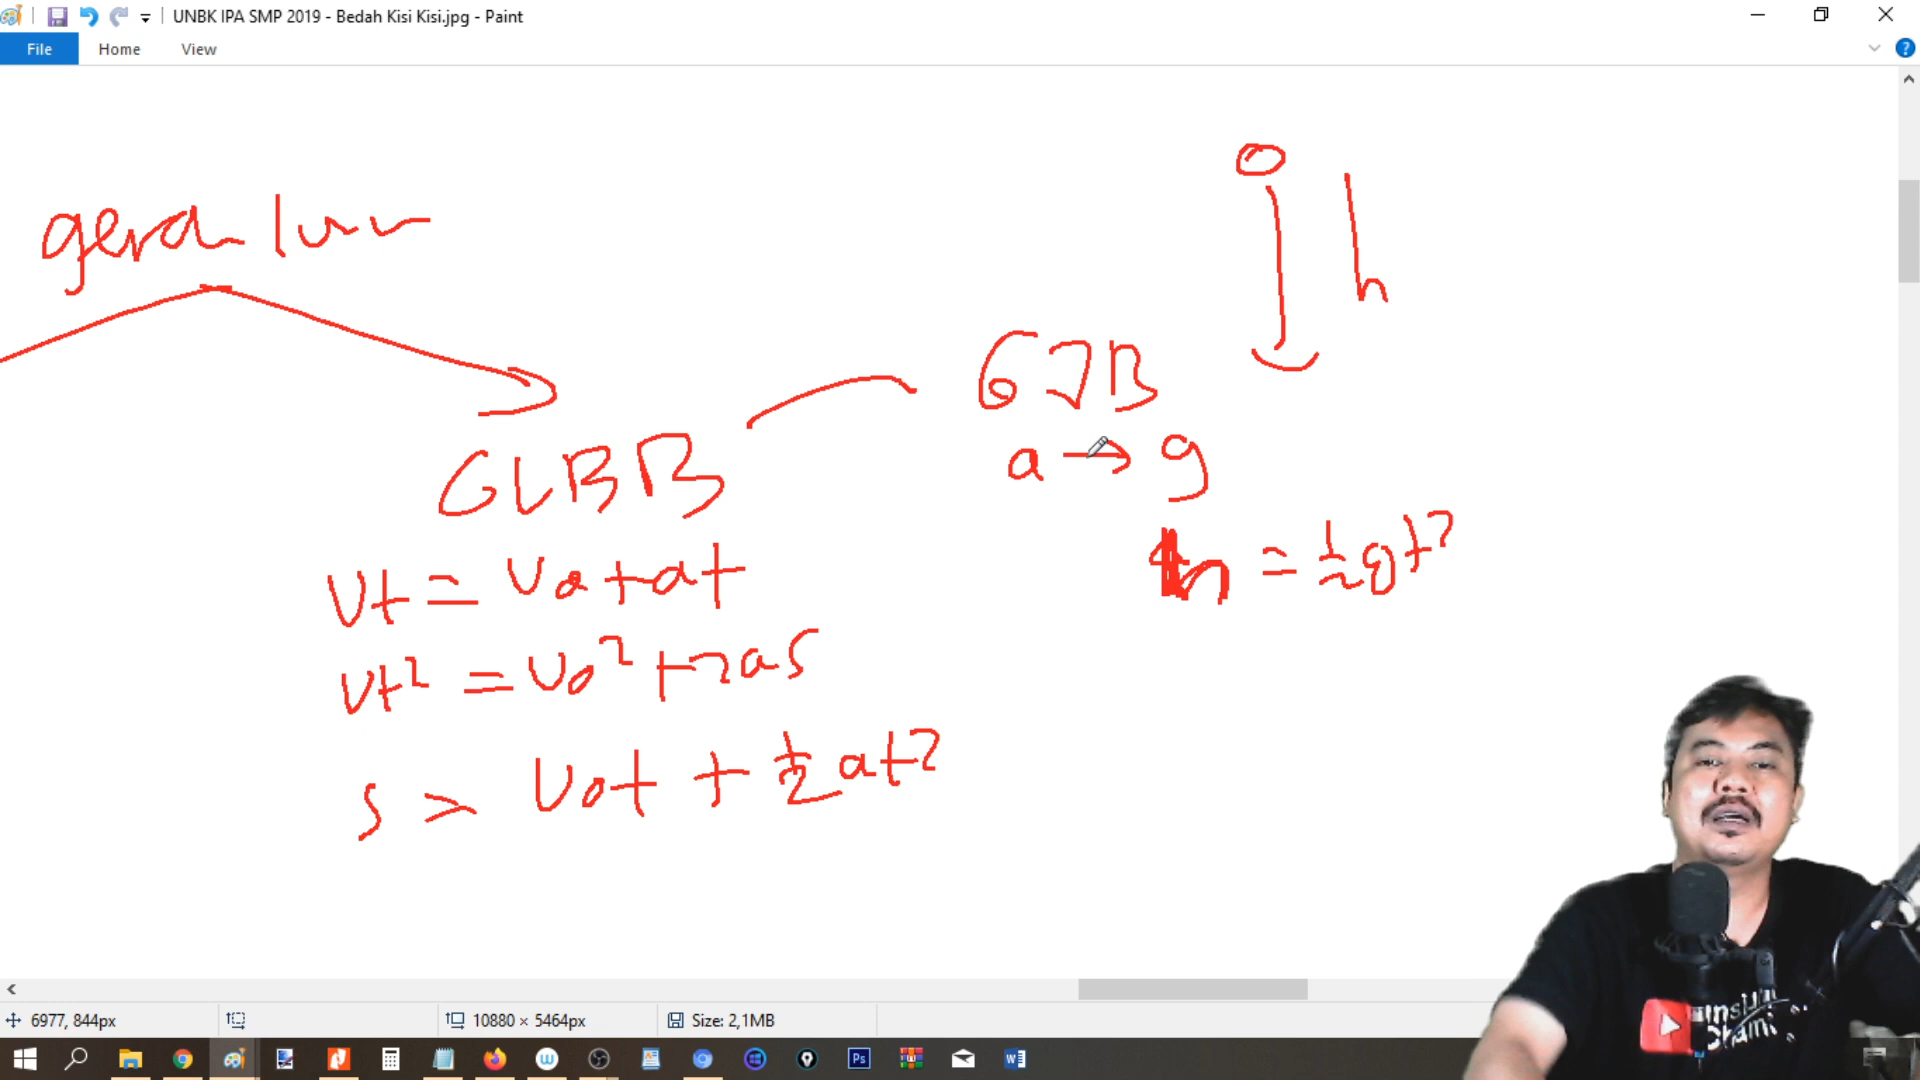 UNBK IPA SMP 2019 - Bedah Kisi Kisi.jpg - Paint
File Home View
gerak lurus
h
GJB
a → g
GLBB
h = ½gt²
Vt = Vo + at
Vt² = Vo² + 2as
s = Vot + ½at²
6977, 844px
10880 × 5464px
Size: 2,1MB
Ps